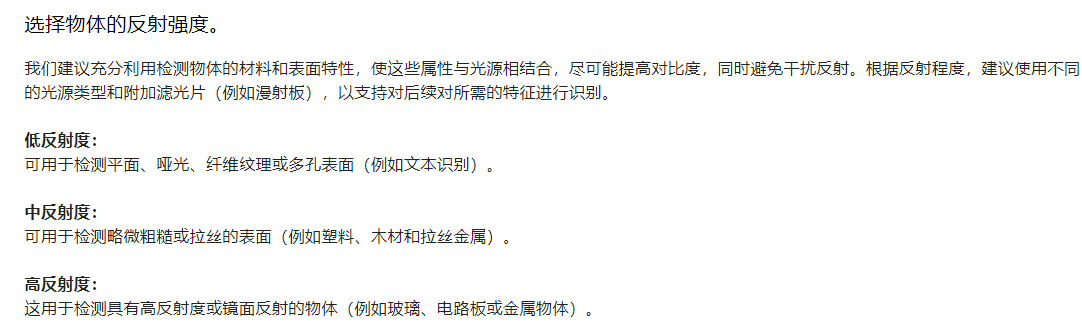 选择物体的反射强度。
我们建议充分利用检测物体的材料和表面特性，使这些属性与光源相结合，尽可能提高对比度，同时避免干扰反射。根据反射程度，建议使用不同
的光源类型和附加滤光片（例如漫射板），以支持对后续对所需的特征进行识别。
低反射度：
可用于检测平面、哑光、纤维纹理或多孔表面（例如文本识别）。
中反射度：
可用于检测略微粗糙或拉丝的表面（例如塑料、木材和拉丝金属）。
高反射度：
这用于检测具有高反射度或镜面反射的物体（例如玻璃、电路板或金属物体）。